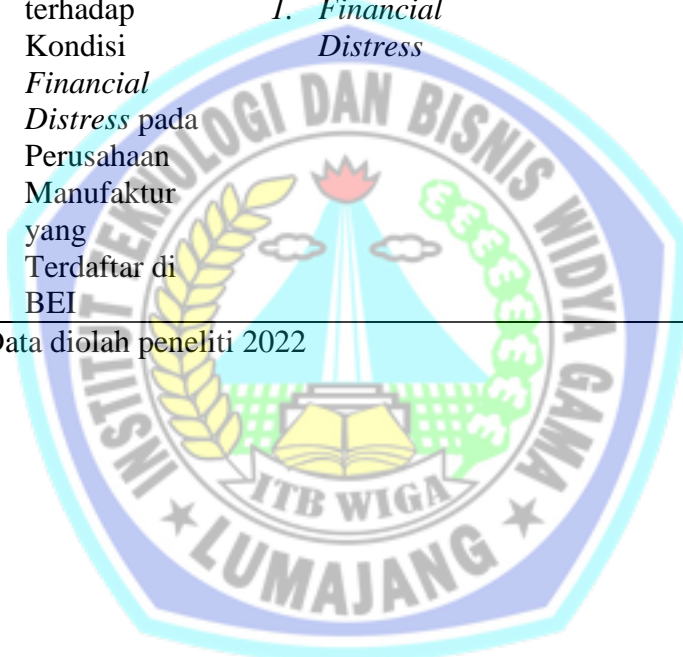 terhadap 1. Financial
Kondisi Distress
Financial
Distress pada
Perusahaan
Manufaktur
yang
Terdaftar di
BEI
Data diolah peneliti 2022
INSTITUT TEKNOLOGI DAN BISNIS WIDYA GAMA
ITB WIGA
LUMAJANG